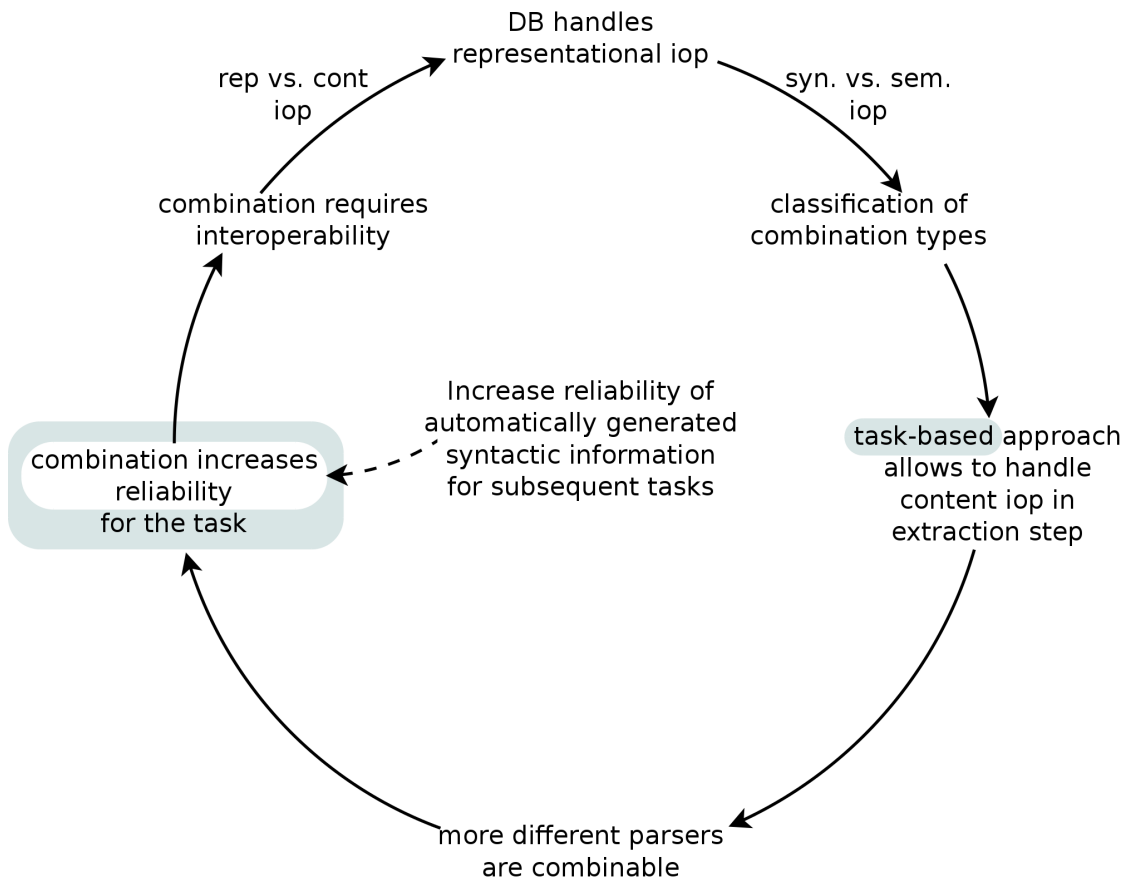 DB handles
representational iop
rep vs. cont
iop
syn. vs. sem.
iop
combination requires
interoperability
classification of
combination types
Increase reliability of
automatically generated
syntactic information
for subsequent tasks
task-based approach
allows to handle
content iop in
extraction step
combination increases
reliability
for the task
more different parsers
are combinable